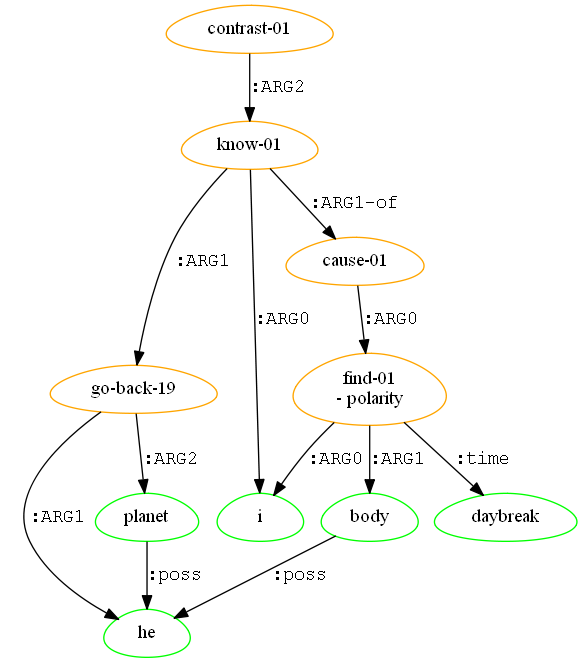 contrast-01
:ARG2
know-01
:ARG1-of
cause-01
:ARG1
:ARG0
:ARG0
go-back-19
find-01
- polarity
:ARG2
:ARG0
:ARG1
:time
:ARG1
planet
i
body
daybreak
:poss
:poss
he